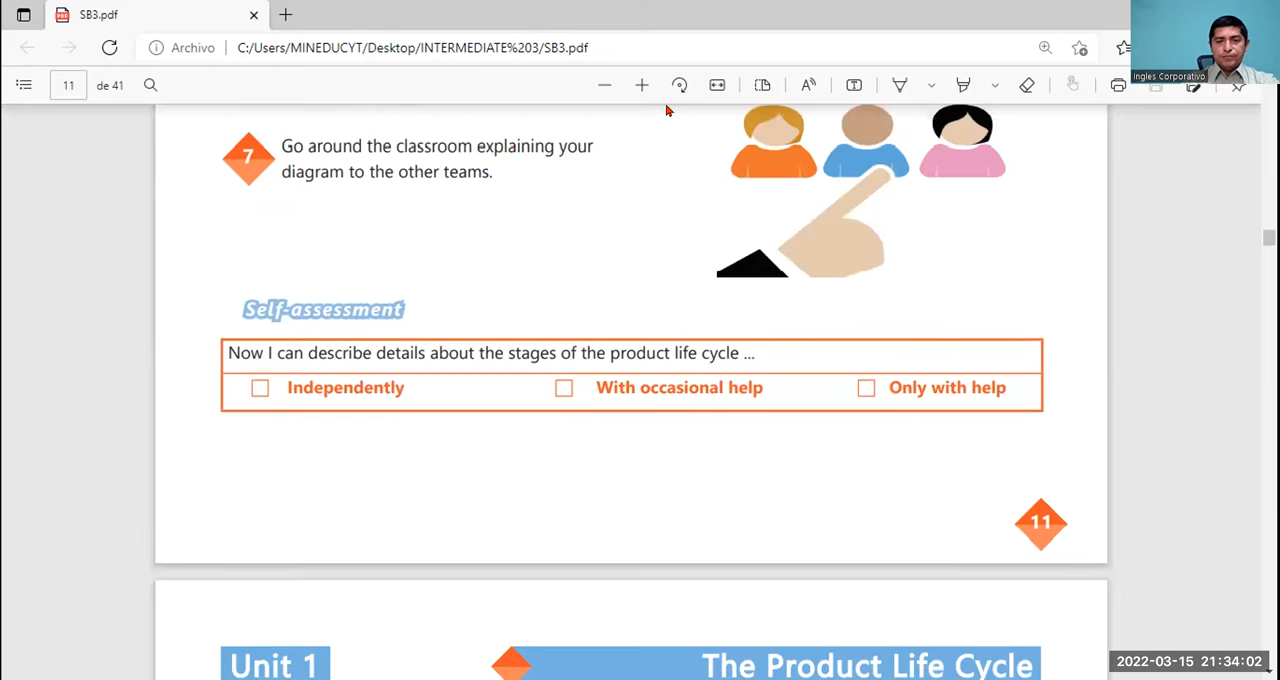 SB3.pdf
Archivo
C:/Users/MINEDUCYT/Desktop/INTERMEDIATE%203/SB3.pdf
Ingles Corporativo
11 de 41
7
Go around the classroom explaining your
diagram to the other teams.
Self-assessment
Now I can describe details about the stages of the product life cycle ...
Independently
With occasional help
Only with help
11
Unit 1
The Product Life Cycle
2022-03-15 21:34:02